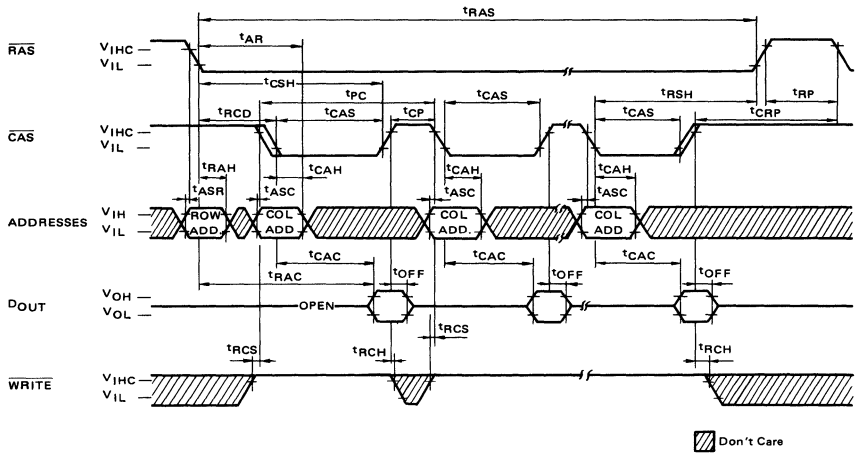 tRAS
tAR
RAS
VIHC
VIL
tCSH
tPC
tRSH
tRP
tRCD
tCAS
tCP
tCAS
tCAS
tCRP
CAS
VIHC
VIL
tRAH
tCAH
tCAH
tCAH
tASR
tASC
tASC
tASC
ADDRESSES
VIH
VIL
ROW
ADD.
COL
ADD
COL
ADD.
COL
ADD
tCAC
tOFF
tCAC
tOFF
tCAC
tOFF
tRAC
DOUT
VOH
VOL
OPEN
tRCS
tRCS
tRCH
tRCH
WRITE
VIHC
VIL
Don't Care